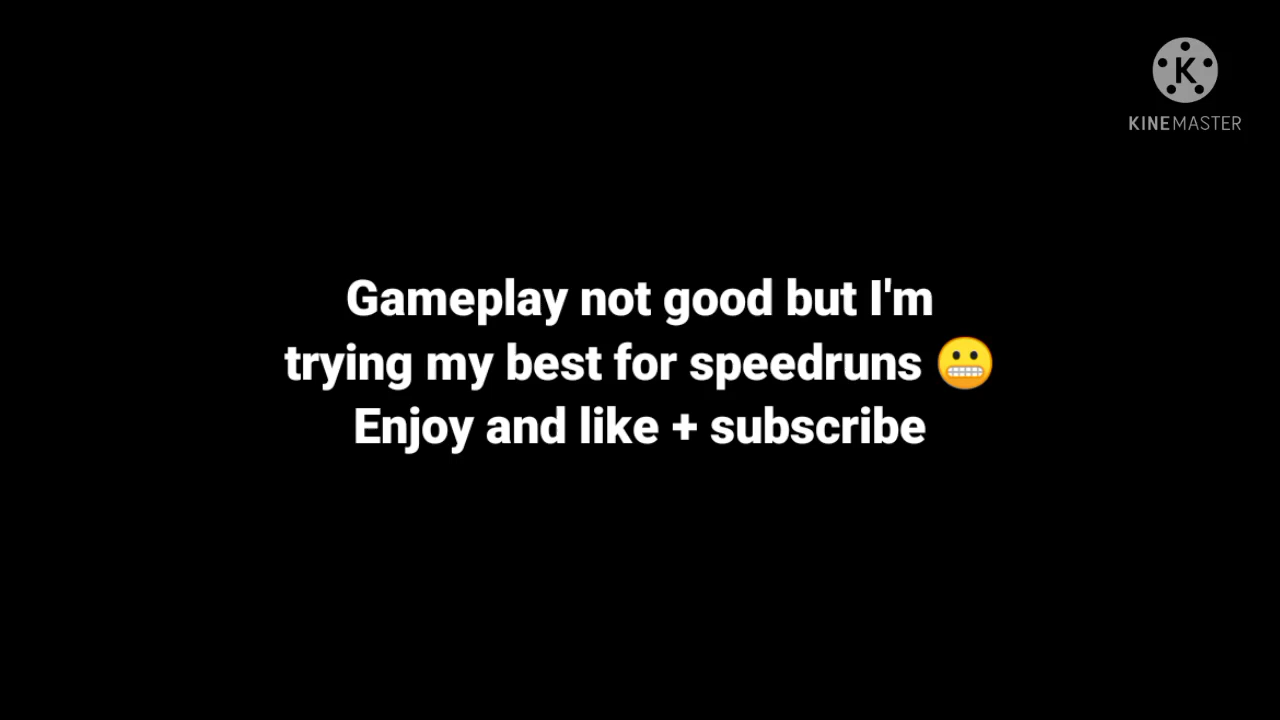 K
KINEMASTER
Gameplay not good but I'm
trying my best for speedruns 😬
Enjoy and like + subscribe